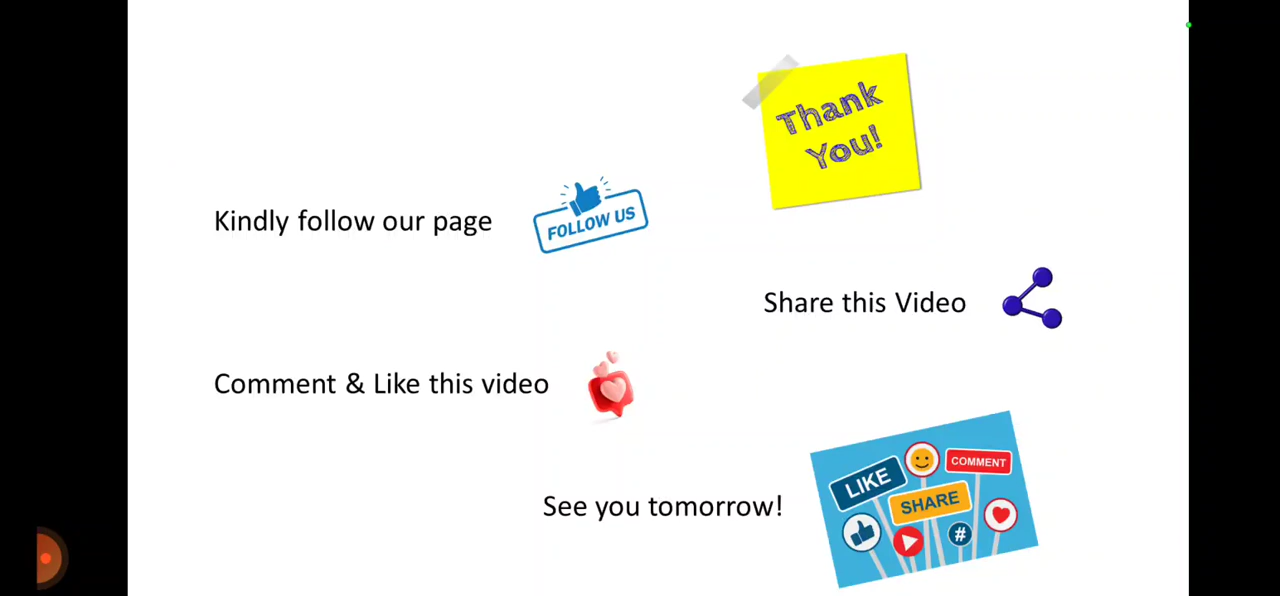 Thank
You!
Kindly follow our page
FOLLOW US
Share this Video
Comment & Like this video
See you tomorrow!
LIKE
COMMENT
SHARE
#